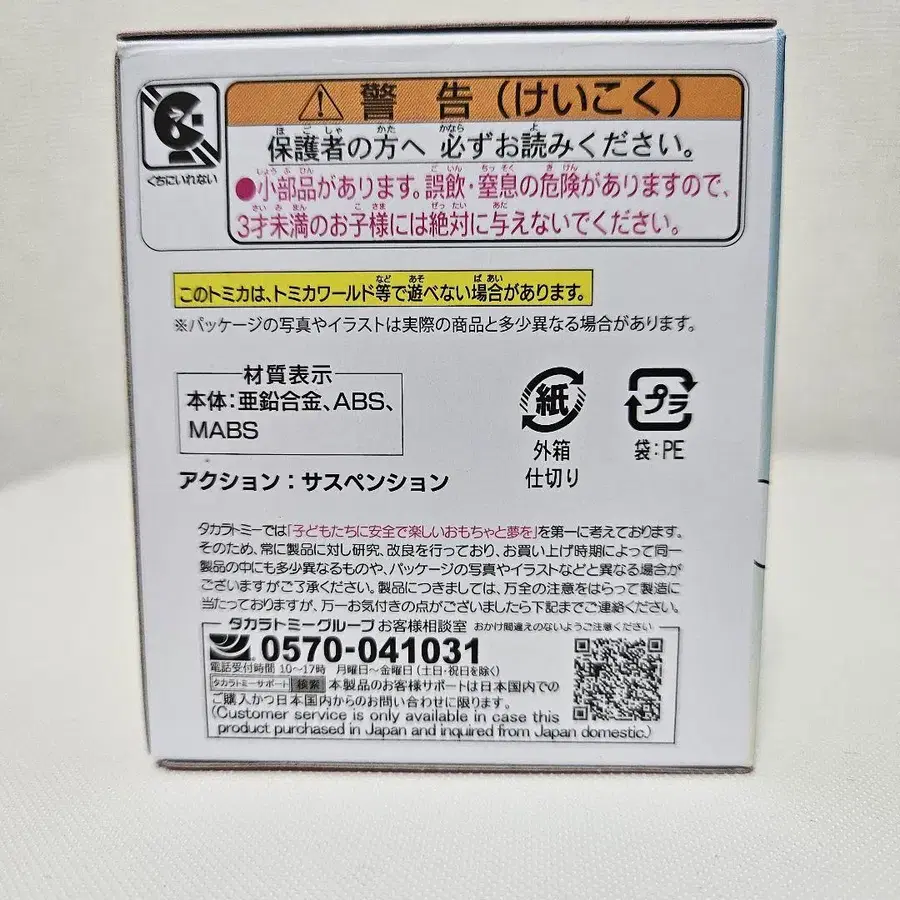 警 告 (けいこく)
くちにいれない
保護者の方へ 必ずお読みください。
●小部品があります。誤飲・窒息の危険がありますので、
3才未満のお子様には絶対に与えないでください。
このトミカは、トミカワールド等で遊べない場合があります。
※パッケージの写真やイラストは実際の商品と多少異なる場合があります。
材質表示
本体:亜鉛合金、ABS、
MABS
アクション:サスペンション
紙
外箱
仕切り
プラ
袋:PE
タカラトミーでは「子どもたちに安全で楽しいおもちゃと夢を」を第一に考えております。
そのため、常に製品に対し研究、改良を行っており、お買い上げ時期によって同一
製品の中にも多少異なるものや、パッケージの写真やイラストなどと異なる場合が
ございますがご了承ください。製品につきましては、万全の注意をはらって製造に
当たっておりますが、万一お気付きの点がございましたら下記までご連絡ください。
タカラトミーグループお客様相談室 おかけ間違えのないようご注意ください
0570-041031
電話受付時間 10〜17時 月曜日〜金曜日(土日・祝日を除く)
タカラトミーサポート 検索 本製品のお客様サポートは日本国内での
ご購入かつ日本国内からのお問い合わせに限ります。
(Customer service is only available in case this
product purchased in Japan and inquired from Japan domestic.)